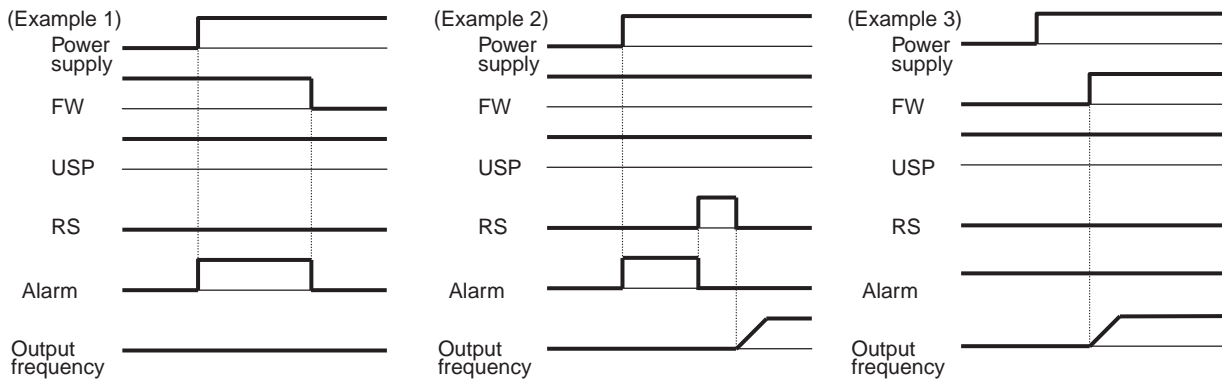 (Example 1)
Power
supply
FW
USP
RS
Alarm
Output
frequency
(Example 2)
Power
supply
FW
USP
RS
Alarm
Output
frequency
(Example 3)
Power
supply
FW
USP
RS
Alarm
Output
frequency